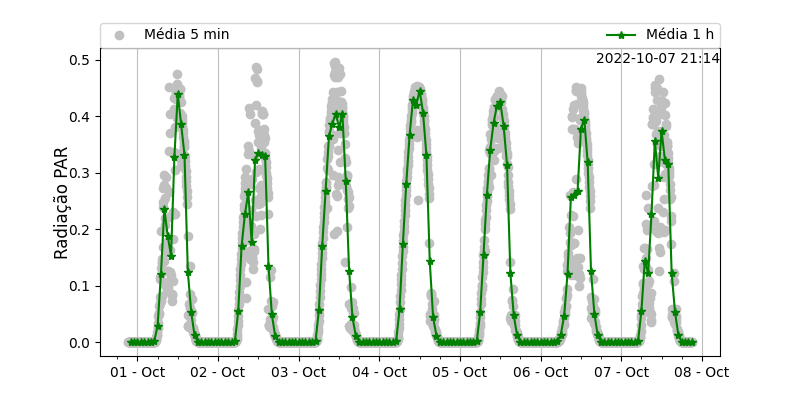 Média 5 min
Média 1 h
2022-10-07 21:14
Radiação PAR
0.5
0.4
0.3
0.2
0.1
0.0
01 - Oct
02 - Oct
03 - Oct
04 - Oct
05 - Oct
06 - Oct
07 - Oct
08 - Oct